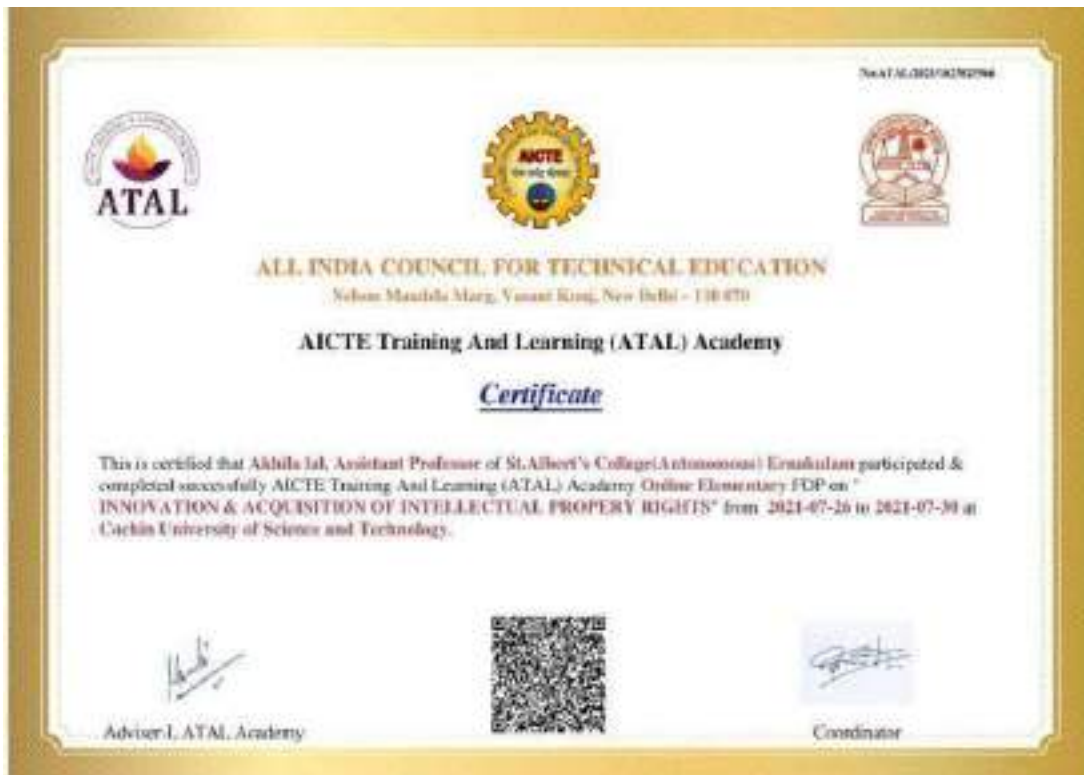 ATAL
AICTE
ALL INDIA COUNCIL FOR TECHNICAL EDUCATION
Nelson Mandela Marg, Vasant Kunj, New Delhi – 110 070
AICTE Training And Learning (ATAL) Academy
Certificate
This is certified that Akhila lal, Assistant Professor of St.Albert's College(Autonomous) Ernakulam participated &
completed successfully AICTE Training And Learning (ATAL) Academy Online Elementary FDP on "
INNOVATION & ACQUISITION OF INTELLECTUAL PROPERY RIGHTS" from 2021-07-26 to 2021-07-30 at
Cochin University of Science and Technology.
Adviser-I, ATAL Academy
Coordinator